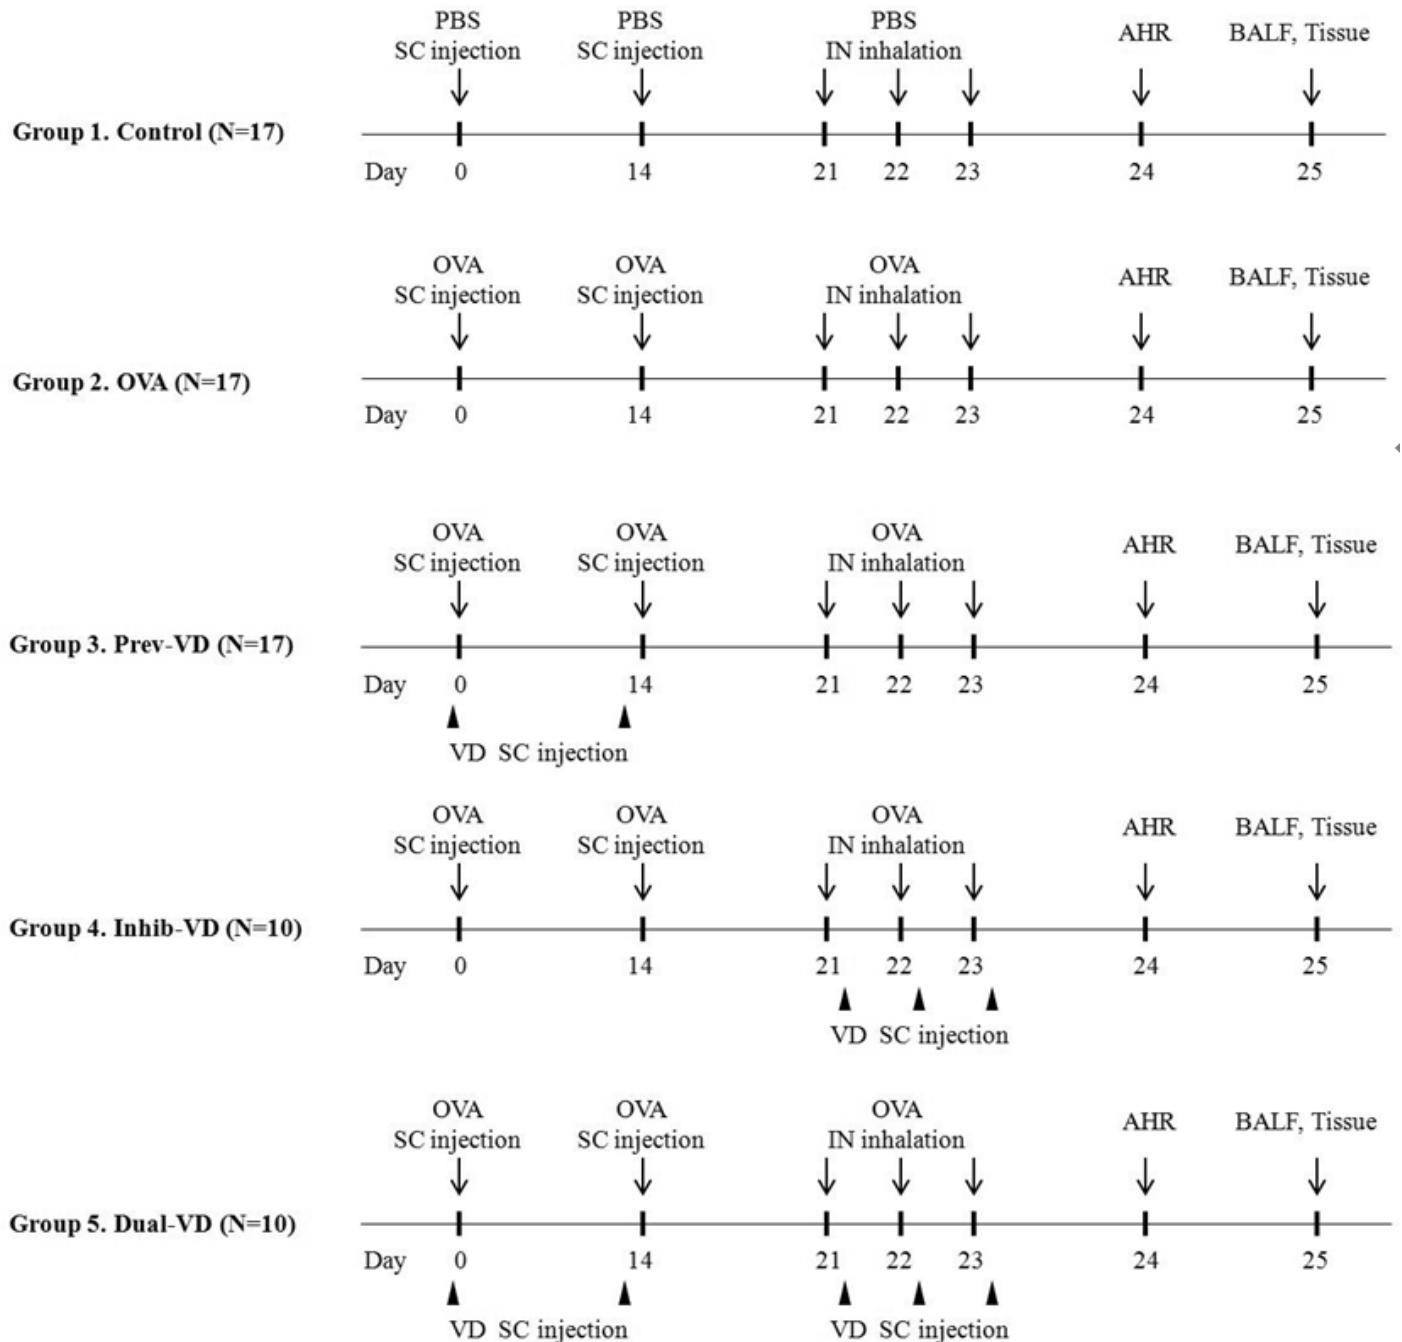 PBS PBS PBS
SC injection SC injection IN inhalation AHR BALF, Tissue
Group 1. Control (N=17)
Day 0 14 21 22 23 24 25
OVA OVA OVA
SC injection SC injection IN inhalation AHR BALF, Tissue
Group 2. OVA (N=17)
Day 0 14 21 22 23 24 25
OVA OVA OVA
SC injection SC injection IN inhalation AHR BALF, Tissue
Group 3. Prev-VD (N=17)
Day 0 14 21 22 23 24 25
VD SC injection
OVA OVA OVA
SC injection SC injection IN inhalation AHR BALF, Tissue
Group 4. Inhib-VD (N=10)
Day 0 14 21 22 23 24 25
VD SC injection
OVA OVA OVA
SC injection SC injection IN inhalation AHR BALF, Tissue
Group 5. Dual-VD (N=10)
Day 0 14 21 22 23 24 25
VD SC injection VD SC injection